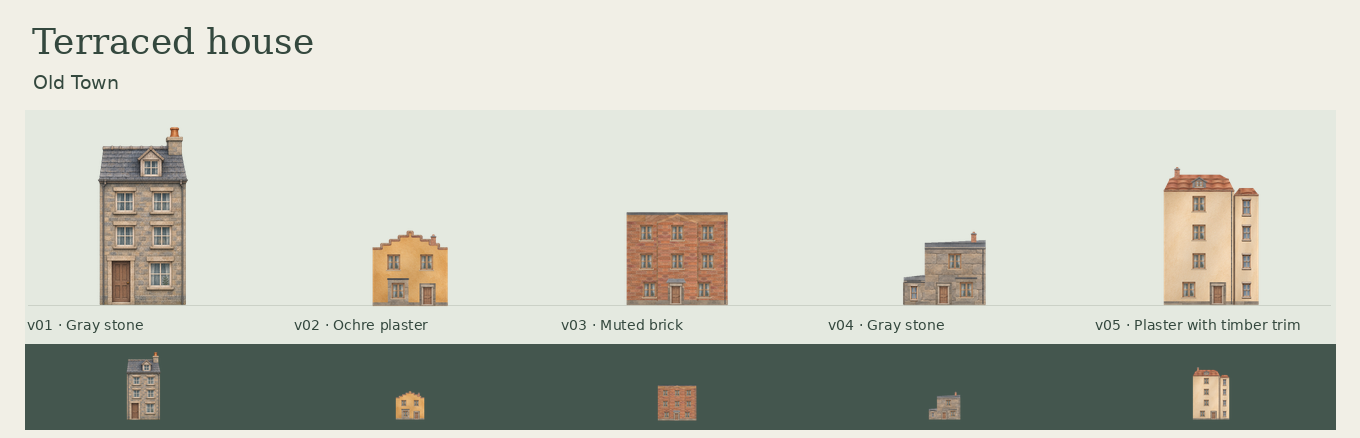 Terraced house
Old Town
v01 · Gray stone
v02 · Ochre plaster
v03 · Muted brick
v04 · Gray stone
v05 · Plaster with timber trim